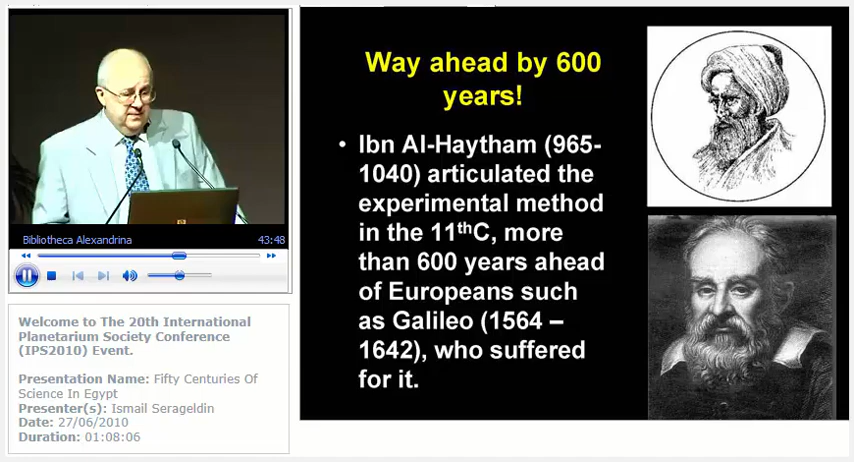 Way ahead by 600
years!
• Ibn Al-Haytham (965-
1040) articulated the
experimental method
in the 11thC, more
than 600 years ahead
of Europeans such
as Galileo (1564 –
1642), who suffered
for it.
Bibliotheca Alexandrina 43:48
Welcome to The 20th International
Planetarium Society Conference
(IPS2010) Event.
Presentation Name: Fifty Centuries Of
Science In Egypt
Presenter(s): Ismail Serageldin
Date: 27/06/2010
Duration: 01:08:06